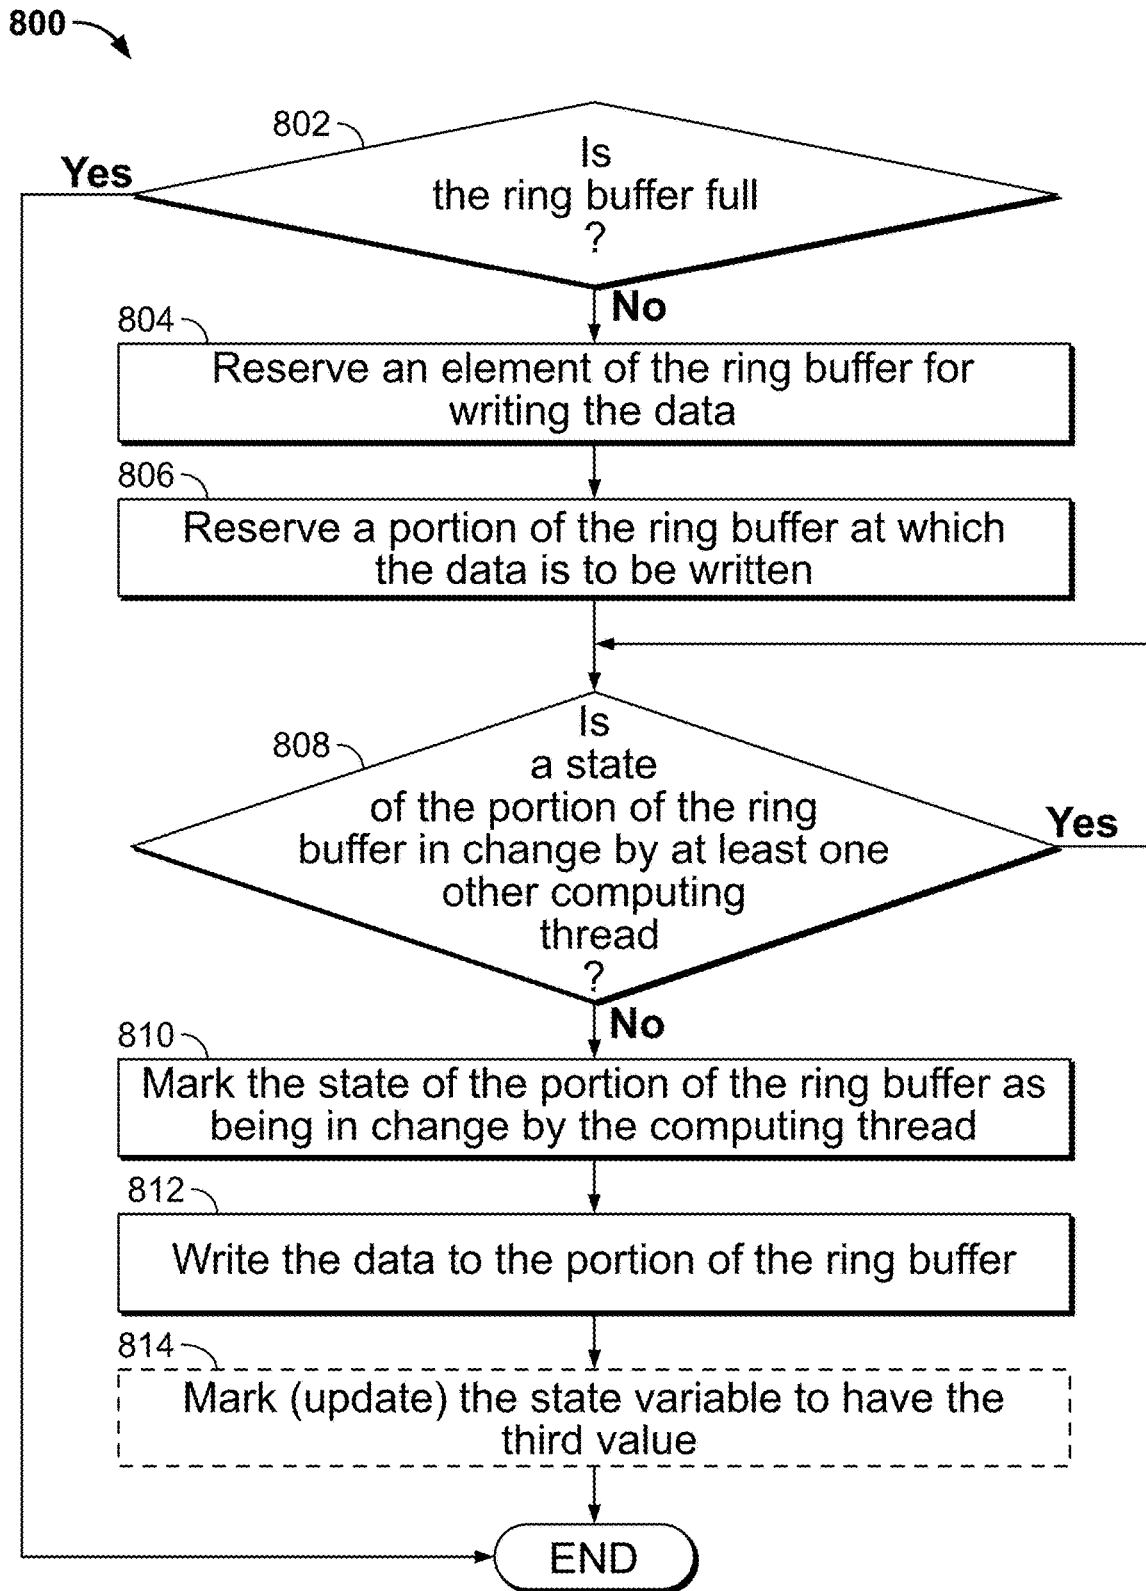 800
802
Yes
Is
the ring buffer full
?
No
804
Reserve an element of the ring buffer for
writing the data
806
Reserve a portion of the ring buffer at which
the data is to be written
808
Is
a state
of the portion of the ring
buffer in change by at least one
other computing
thread
?
Yes
No
810
Mark the state of the portion of the ring buffer as
being in change by the computing thread
812
Write the data to the portion of the ring buffer
814
Mark (update) the state variable to have the
third value
END